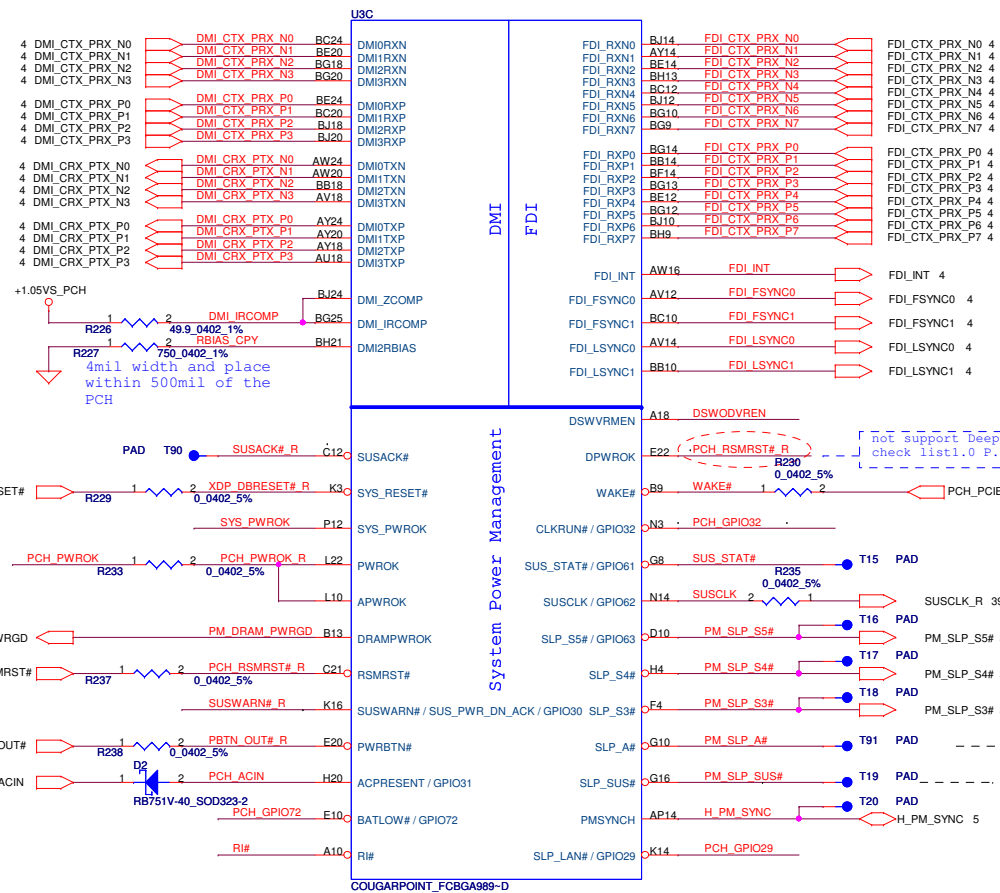 U3C
4 DMI_CTX_PRX_N0 DMI_CTX_PRX_N0 BC24 DMI0RXN FDI_RXN0 BJ14 FDI_CTX_PRX_N0 FDI_CTX_PRX_N0 4
4 DMI_CTX_PRX_N1 DMI_CTX_PRX_N1 BE20 DMI1RXN FDI_RXN1 AY14 FDI_CTX_PRX_N1 FDI_CTX_PRX_N1 4
4 DMI_CTX_PRX_N2 DMI_CTX_PRX_N2 BG18 DMI2RXN FDI_RXN2 BE14 FDI_CTX_PRX_N2 FDI_CTX_PRX_N2 4
4 DMI_CTX_PRX_N3 DMI_CTX_PRX_N3 BG20 DMI3RXN FDI_RXN3 BH13 FDI_CTX_PRX_N3 FDI_CTX_PRX_N3 4
FDI_RXN4 BC12 FDI_CTX_PRX_N4 FDI_CTX_PRX_N4 4
4 DMI_CTX_PRX_P0 DMI_CTX_PRX_P0 BE24 DMI0RXP FDI_RXN5 BJ12 FDI_CTX_PRX_N5 FDI_CTX_PRX_N5 4
4 DMI_CTX_PRX_P1 DMI_CTX_PRX_P1 BC20 DMI1RXP FDI_RXN6 BG10 FDI_CTX_PRX_N6 FDI_CTX_PRX_N6 4
4 DMI_CTX_PRX_P2 DMI_CTX_PRX_P2 BJ18 DMI2RXP FDI_RXN7 BG9 FDI_CTX_PRX_N7 FDI_CTX_PRX_N7 4
4 DMI_CTX_PRX_P3 DMI_CTX_PRX_P3 BJ20 DMI3RXP
FDI_RXP0 BG14 FDI_CTX_PRX_P0 FDI_CTX_PRX_P0 4
4 DMI_CRX_PTX_N0 DMI_CRX_PTX_N0 AW24 DMI0TXN FDI_RXP1 BB14 FDI_CTX_PRX_P1 FDI_CTX_PRX_P1 4
4 DMI_CRX_PTX_N1 DMI_CRX_PTX_N1 AW20 DMI1TXN FDI_RXP2 BF14 FDI_CTX_PRX_P2 FDI_CTX_PRX_P2 4
4 DMI_CRX_PTX_N2 DMI_CRX_PTX_N2 BB18 DMI2TXN FDI_RXP3 BG13 FDI_CTX_PRX_P3 FDI_CTX_PRX_P3 4
4 DMI_CRX_PTX_N3 DMI_CRX_PTX_N3 AV18 DMI3TXN FDI_RXP4 BE12 FDI_CTX_PRX_P4 FDI_CTX_PRX_P4 4
FDI_RXP5 BG12 FDI_CTX_PRX_P5 FDI_CTX_PRX_P5 4
4 DMI_CRX_PTX_P0 DMI_CRX_PTX_P0 AY24 DMI0TXP FDI_RXP6 BJ10 FDI_CTX_PRX_P6 FDI_CTX_PRX_P6 4
4 DMI_CRX_PTX_P1 DMI_CRX_PTX_P1 AY20 DMI1TXP FDI_RXP7 BH9 FDI_CTX_PRX_P7 FDI_CTX_PRX_P7 4
4 DMI_CRX_PTX_P2 DMI_CRX_PTX_P2 AY18 DMI2TXP
4 DMI_CRX_PTX_P3 DMI_CRX_PTX_P3 AU18 DMI3TXP
DMI
FDI
FDI_INT AW16 FDI_INT FDI_INT 4
+1.05VS_PCH
BJ24 DMI_ZCOMP FDI_FSYNC0 AV12 FDI_FSYNC0 FDI_FSYNC0 4
1 2 DMI_IRCOMP BG25 DMI_IRCOMP FDI_FSYNC1 BC10 FDI_FSYNC1 FDI_FSYNC1 4
R226 49.9_0402_1%
1 2 RBIAS_CPY BH21 DMI2RBIAS FDI_LSYNC0 AV14 FDI_LSYNC0 FDI_LSYNC0 4
R227 750_0402_1%
4mil width and place
within 500mil of the
PCH
FDI_LSYNC1 BB10 FDI_LSYNC1 FDI_LSYNC1 4
System Power Management
DSWVRMEN A18 DSWODVREN
PAD T90 SUSACK#_R C12 SUSACK# DPWROK E22 PCH_RSMRST#_R
not support Deep
check list1.0 P.
R230
0_0402_5%
SET# R229 1 2 XDP_DBRESET#_R K3 SYS_RESET# WAKE# B9 WAKE# 1 2 PCH_PCIE
0_0402_5%
SYS_PWROK P12 SYS_PWROK CLKRUN# / GPIO32 N3 PCH_GPIO32
PCH_PWROK 1 2 PCH_PWROK_R L22 PWROK SUS_STAT# / GPIO61 G8 SUS_STAT# T15 PAD
R233 0_0402_5%
R235
0_0402_5%
L10 APWROK SUSCLK / GPIO62 N14 SUSCLK 2 1 SUSCLK_R 39
T16 PAD
WRGD PM_DRAM_PWRGD B13 DRAMPWROK SLP_S5# / GPIO63 D10 PM_SLP_S5# PM_SLP_S5#
T17 PAD
MRST# R237 1 2 PCH_RSMRST#_R C21 RSMRST# SLP_S4# H4 PM_SLP_S4# PM_SLP_S4#
0_0402_5%
T18 PAD
SUSWARN#_R K16 SUSWARN# / SUS_PWR_DN_ACK / GPIO30 SLP_S3# F4 PM_SLP_S3# PM_SLP_S3#
OUT# R238 1 2 PBTN_OUT#_R E20 PWRBTN# SLP_A# G10 PM_SLP_A# T91 PAD
0_0402_5%
D2
ACIN 1 2 PCH_ACIN H20 ACPRESENT / GPIO31 SLP_SUS# G16 PM_SLP_SUS# T19 PAD
RB751V-40_SOD323-2
T20 PAD
PCH_GPIO72 E10 BATLOW# / GPIO72 PMSYNCH AP14 H_PM_SYNC H_PM_SYNC 5
RI# A10 RI# SLP_LAN# / GPIO29 K14 PCH_GPIO29
COUGARPOINT_FCBGA989~D